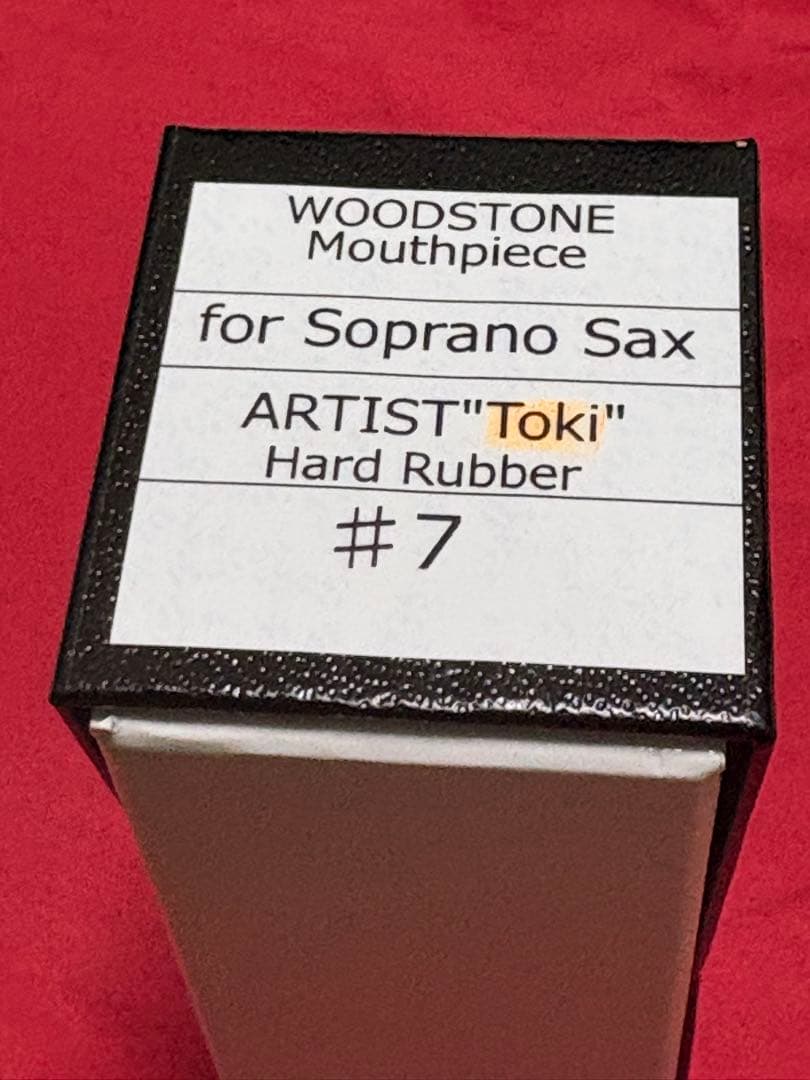 WOODSTONE
Mouthpiece
for Soprano Sax
ARTIST"Toki"
Hard Rubber
#7